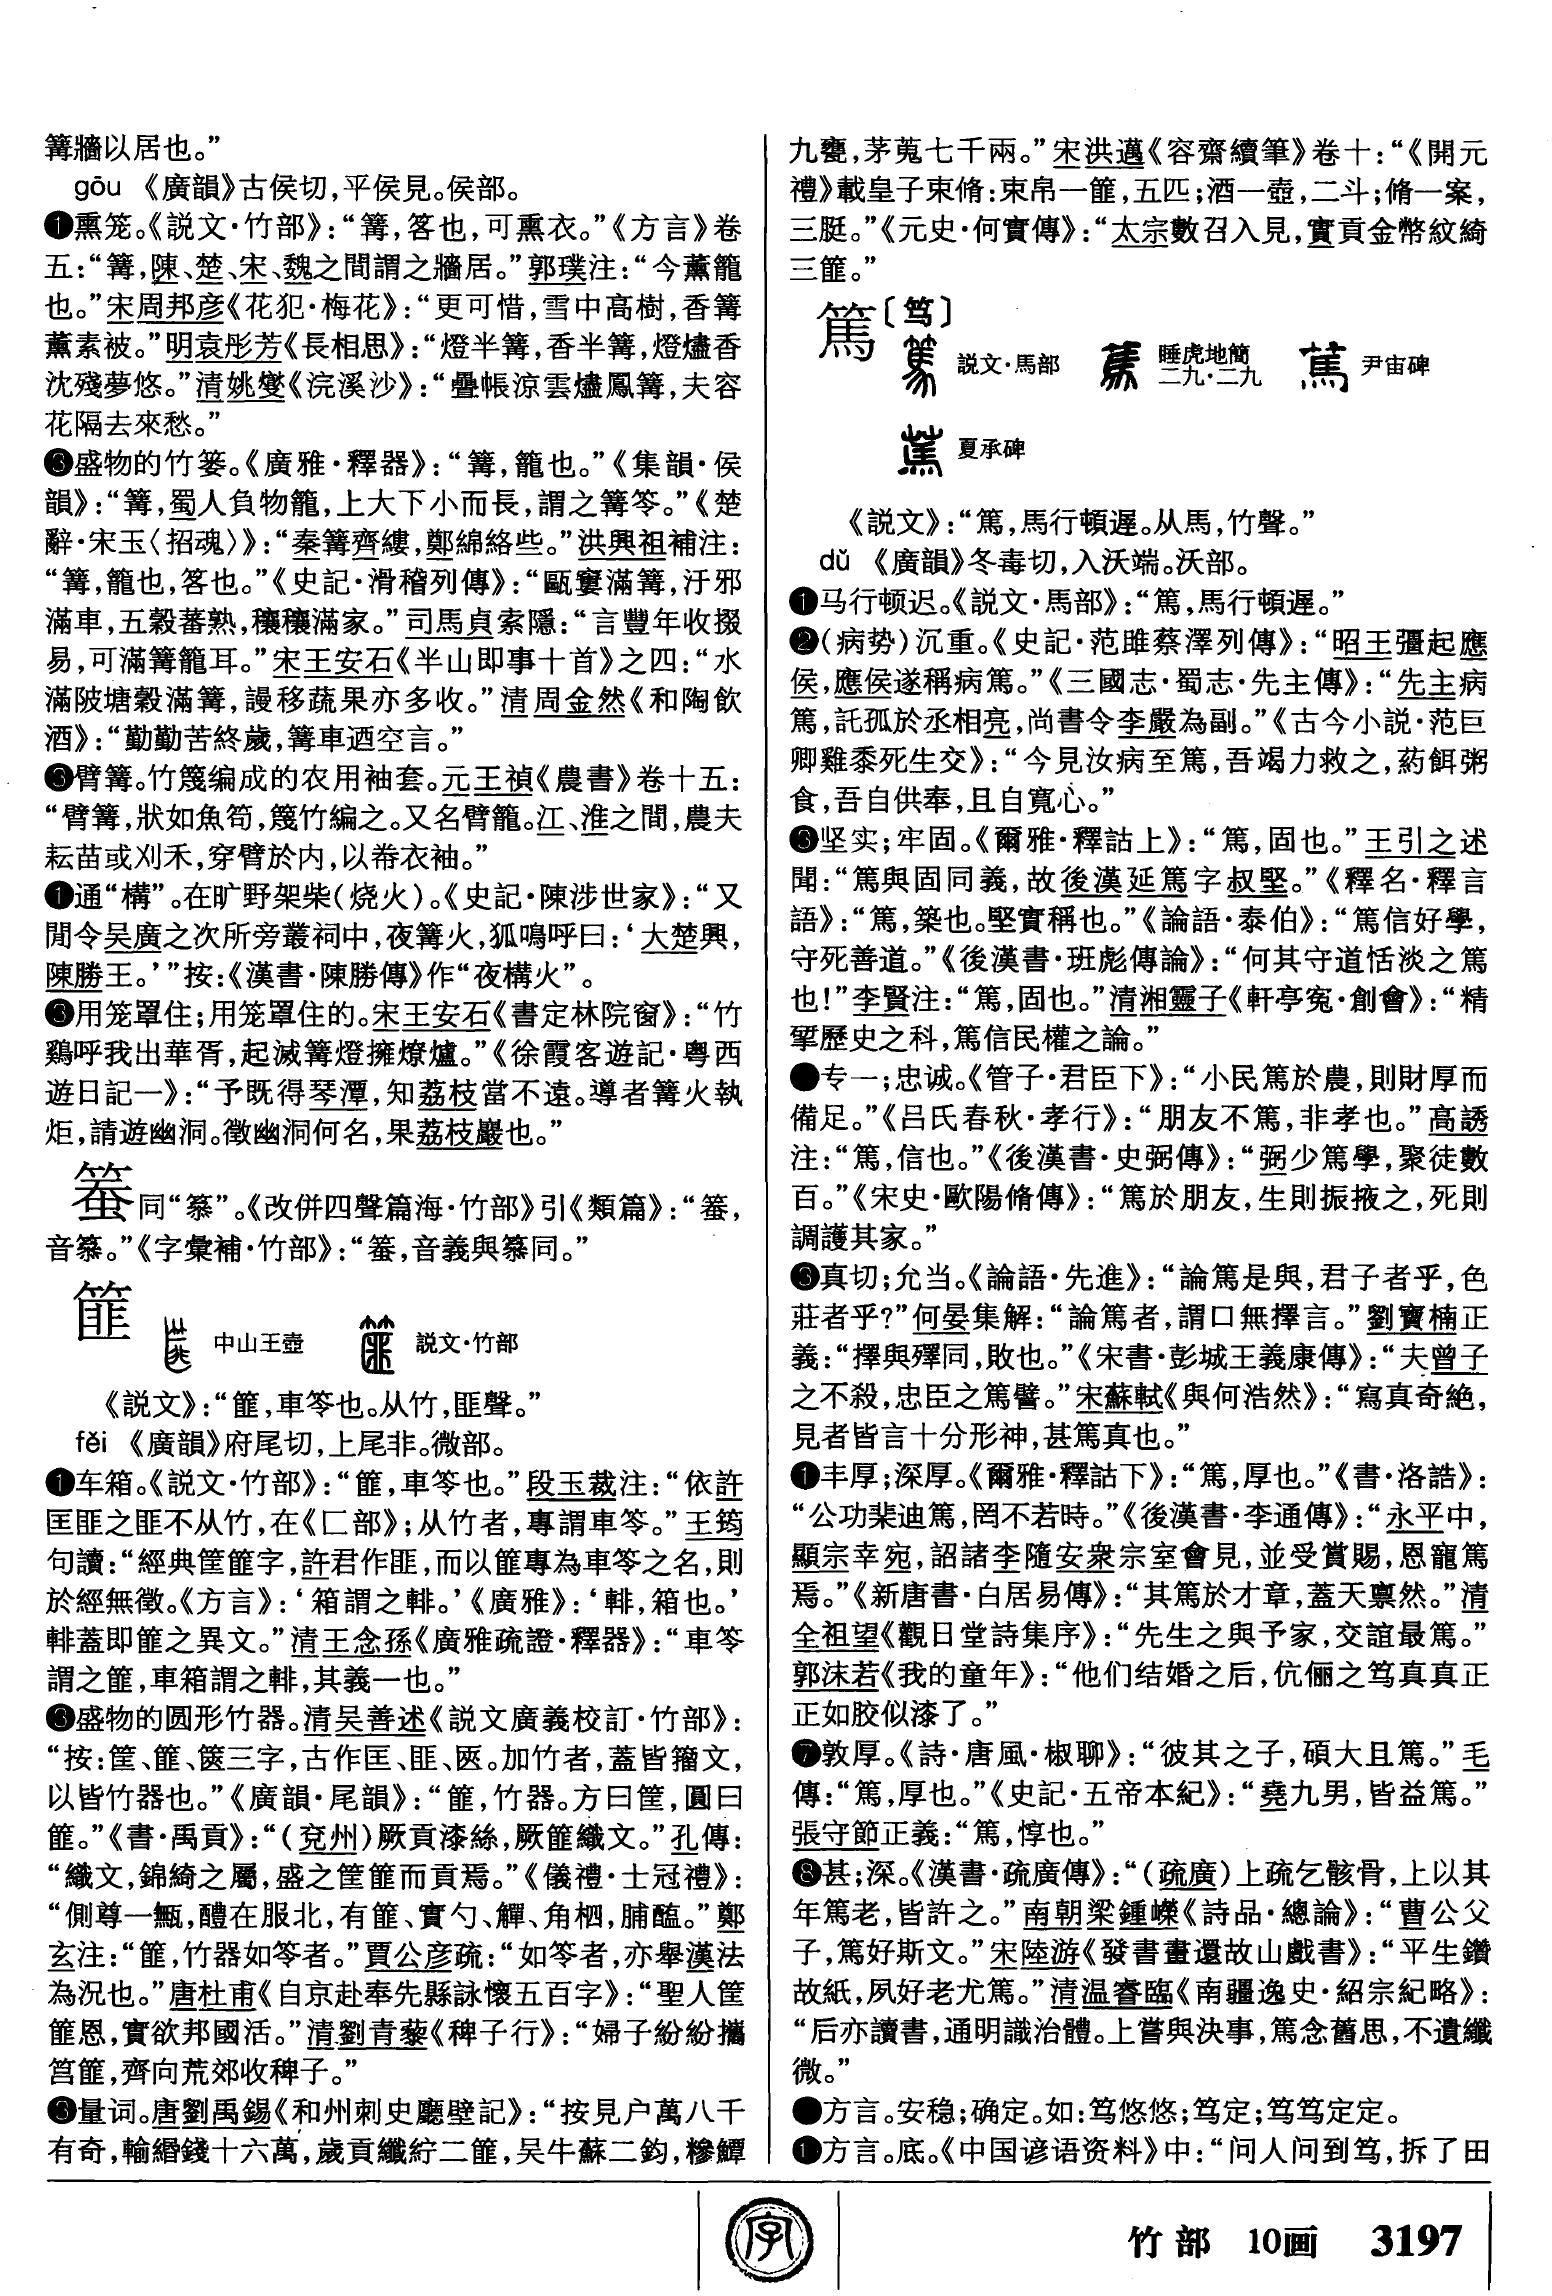 篝牆以居也。”
gōu 《廣韻》古侯切，平侯見。侯部。
❶熏笼。《説文·竹部》：“篝，客也，可熏衣。”《方言》卷
五：“篝，陳、楚、宋、魏之間謂之牆居。”郭璞注：“今薰籠
也。”宋周邦彦《花犯·梅花》：“更可惜，雪中高樹，香篝
薰素被。”明袁彤芳《長相思》：“燈半篝，香半篝，燈燼香
沈殘夢悠。”清姚燮《浣溪沙》：“疊帳涼雲燼鳳篝，夫容
花隔去來愁。”
❸盛物的竹篓。《廣雅·釋器》：“篝，籠也。”《集韻·侯
韻》：“篝，蜀人負物籠，上大下小而長，謂之篝笭。”《楚
辭·宋玉〈招魂〉》：“秦篝齊縷，鄭綿絡些。”洪興祖補注：
“篝，籠也，笿也。”《史記·滑稽列傳》：“甌窶滿篝，汙邪
滿車，五穀蕃熟，穰穰滿家。”司馬貞索隱：“言豐年收掇
易，可滿篝籠耳。”宋王安石《半山即事十首》之四：“水
滿陂塘穀滿篝，謾移蔬果亦多收。”清周金然《和陶飲
酒》：“勤勤苦終歲，篝車迺空言。”
❸臂篝。竹篾编成的农用袖套。元王禎《農書》卷十五：
“臂篝，狀如魚笱，篾竹編之。又名臂籠。江、淮之間，農夫
耘苗或刈禾，穿臂於内，以帣衣袖。”
❶通“構”。在旷野架柴（烧火）。《史記·陳涉世家》：“又
閒令吴廣之次所旁叢祠中，夜篝火，狐鳴呼曰：‘大楚興，
陳勝王。’”按：《漢書·陳勝傳》作“夜構火”。
❸用笼罩住；用笼罩住的。宋王安石《書定林院窗》：“竹
鷄呼我出華胥，起滅篝燈擁燎爐。”《徐霞客遊記·粤西
遊日記一》：“予既得琴潭，知荔枝當不遠。導者篝火執
炬，請遊幽洞。徵幽洞何名，果荔枝巖也。”
䈜同“篸”。《改併四聲篇海·竹部》引《類篇》：“䈜，
音篸。”《字彙補·竹部》：“䈜，音義與篸同。”
篚
中山王壺 説文·竹部
《説文》：“篚，車笭也。从竹，匪聲。”
fěi 《廣韻》府尾切，上尾非。微部。
❶车箱。《説文·竹部》：“篚，車笭也。”段玉裁注：“依許
匡匪之匪不从竹，在《匚部》；从竹者，專謂車笭。”王筠
句讀：“經典筐篚字，許君作匪，而以篚專為車笭之名，則
於經無徵。《方言》：‘箱謂之輫。’《廣雅》：‘輫，箱也。’
輫蓋即篚之異文。”清王念孫《廣雅疏證·釋器》：“車笭
謂之篚，車箱謂之輫，其義一也。”
❸盛物的圆形竹器。清吴善述《説文廣義校訂·竹部》：
“按：筐、篚、篋三字，古作匡、匪、医。加竹者，蓋皆籀文，
以皆竹器也。”《廣韻·尾韻》：“篚，竹器。方曰筐，圓曰
篚。”《書·禹貢》：“（兗州）厥貢漆絲，厥篚織文。”孔傳：
“織文，錦綺之屬，盛之筐篚而貢焉。”《儀禮·士冠禮》：
“側尊一甒，醴在服北，有篚、實勺、觶、角柶，脯醢。”鄭
玄注：“篚，竹器如笭者。”賈公彦疏：“如笭者，亦舉漢法
為況也。”唐杜甫《自京赴奉先縣詠懷五百字》：“聖人筐
篚恩，實欲邦國活。”清劉青藜《稗子行》：“婦子紛紛攜
筥篚，齊向荒郊收稗子。”
❸量词。唐劉禹錫《和州刺史廳壁記》：“按見户萬八千
有奇，輸緡錢十六萬，歲貢纖紵二篚，吴牛蘇二鈞，糝鱏
九甕，茅蒐七千兩。”宋洪邁《容齋續筆》卷十：“《開元
禮》載皇子束脩：束帛一篚，五匹；酒一壺，二斗；脩一案，
三脡。”《元史·何實傳》：“太宗數召入見，實貢金幣紋綺
三篚。”
篤〔笃〕
説文·馬部 睡虎地簡二九·二九 尹宙碑
夏承碑
《説文》：“篤，馬行頓遲。从馬，竹聲。”
dǔ 《廣韻》冬毒切，入沃端。沃部。
❶马行顿迟。《説文·馬部》：“篤，馬行頓遲。”
❷（病势）沉重。《史記·范雎蔡澤列傳》：“昭王彊起應
侯，應侯遂稱病篤。”《三國志·蜀志·先主傳》：“先主病
篤，託孤於丞相亮，尚書令李嚴為副。”《古今小説·范巨
卿雞黍死生交》：“今見汝病至篤，吾竭力救之，葯餌粥
食，吾自供奉，且自寬心。”
❸坚实；牢固。《爾雅·釋詁上》：“篤，固也。”王引之述
聞：“篤與固同義，故後漢延篤字叔堅。”《釋名·釋言
語》：“篤，築也。堅實稱也。”《論語·泰伯》：“篤信好學，
守死善道。”《後漢書·班彪傳論》：“何其守道恬淡之篤
也！”李賢注：“篤，固也。”清湘靈子《軒亭寃·創會》：“精
揅歷史之科，篤信民權之論。”
●专一；忠诚。《管子·君臣下》：“小民篤於農，則財厚而
備足。”《吕氏春秋·孝行》：“朋友不篤，非孝也。”高誘
注：“篤，信也。”《後漢書·史弼傳》：“弼少篤學，聚徒數
百。”《宋史·歐陽脩傳》：“篤於朋友，生則振掖之，死則
調護其家。”
❸真切；允当。《論語·先進》：“論篤是與，君子者乎，色
莊者乎？”何晏集解：“論篤者，謂口無擇言。”劉寶楠正
義：“擇與殬同，敗也。”《宋書·彭城王義康傳》：“夫曾子
之不殺，忠臣之篤譬。”宋蘇軾《與何浩然》：“寫真奇絶，
見者皆言十分形神，甚篤真也。”
❶丰厚；深厚。《爾雅·釋詁下》：“篤，厚也。”《書·洛誥》：
“公功棐迪篤，罔不若時。”《後漢書·李通傳》：“永平中，
顯宗幸宛，詔諸李隨安衆宗室會見，並受賞賜，恩寵篤
焉。”《新唐書·白居易傳》：“其篤於才章，蓋天禀然。”清
全祖望《觀日堂詩集序》：“先生之與予家，交誼最篤。”
郭沫若《我的童年》：“他们结婚之后，伉俪之笃真真正
正如胶似漆了。”
❼敦厚。《詩·唐風·椒聊》：“彼其之子，碩大且篤。”毛
傳：“篤，厚也。”《史記·五帝本紀》：“堯九男，皆益篤。”
張守節正義：“篤，惇也。”
❽甚；深。《漢書·疏廣傳》：“（疏廣）上疏乞骸骨，上以其
年篤老，皆許之。”南朝梁鍾嶸《詩品·總論》：“曹公父
子，篤好斯文。”宋陸游《發書畫還故山戲書》：“平生鑽
故紙，夙好老尤篤。”清温睿臨《南疆逸史·紹宗紀略》：
“后亦讀書，通明識治體。上嘗與決事，篤念舊恩，不遺纖
微。”
●方言。安稳；确定。如：笃悠悠；笃定；笃笃定定。
❶方言。底。《中国谚语资料》中：“问人问到笃，拆了田
字
竹部 10画 3197